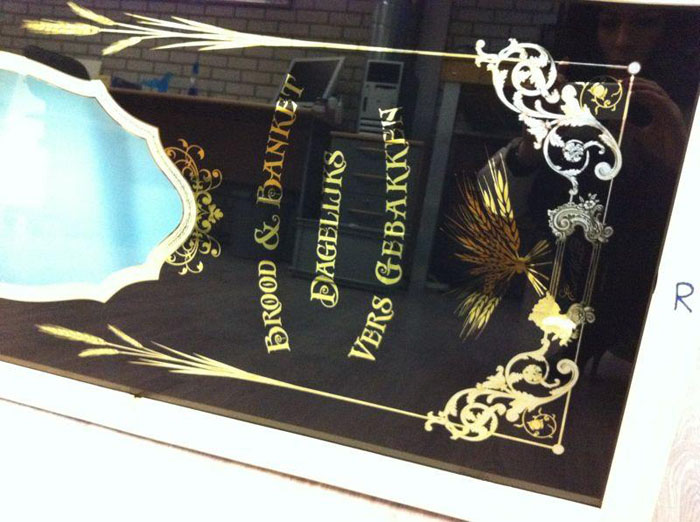 Brood & Banket
Dagelijks
Vers Gebakken
R